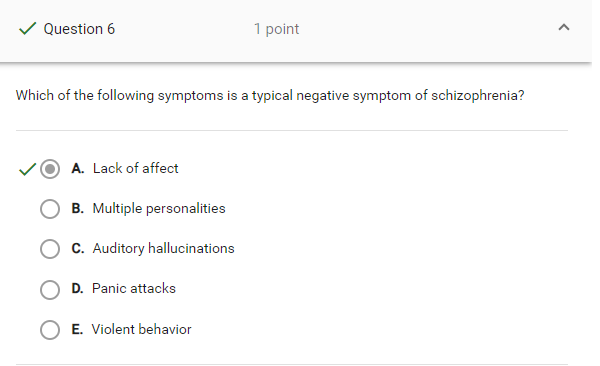 Question 6 1 point
Which of the following symptoms is a typical negative symptom of schizophrenia?
A. Lack of affect
B. Multiple personalities
C. Auditory hallucinations
D. Panic attacks
E. Violent behavior